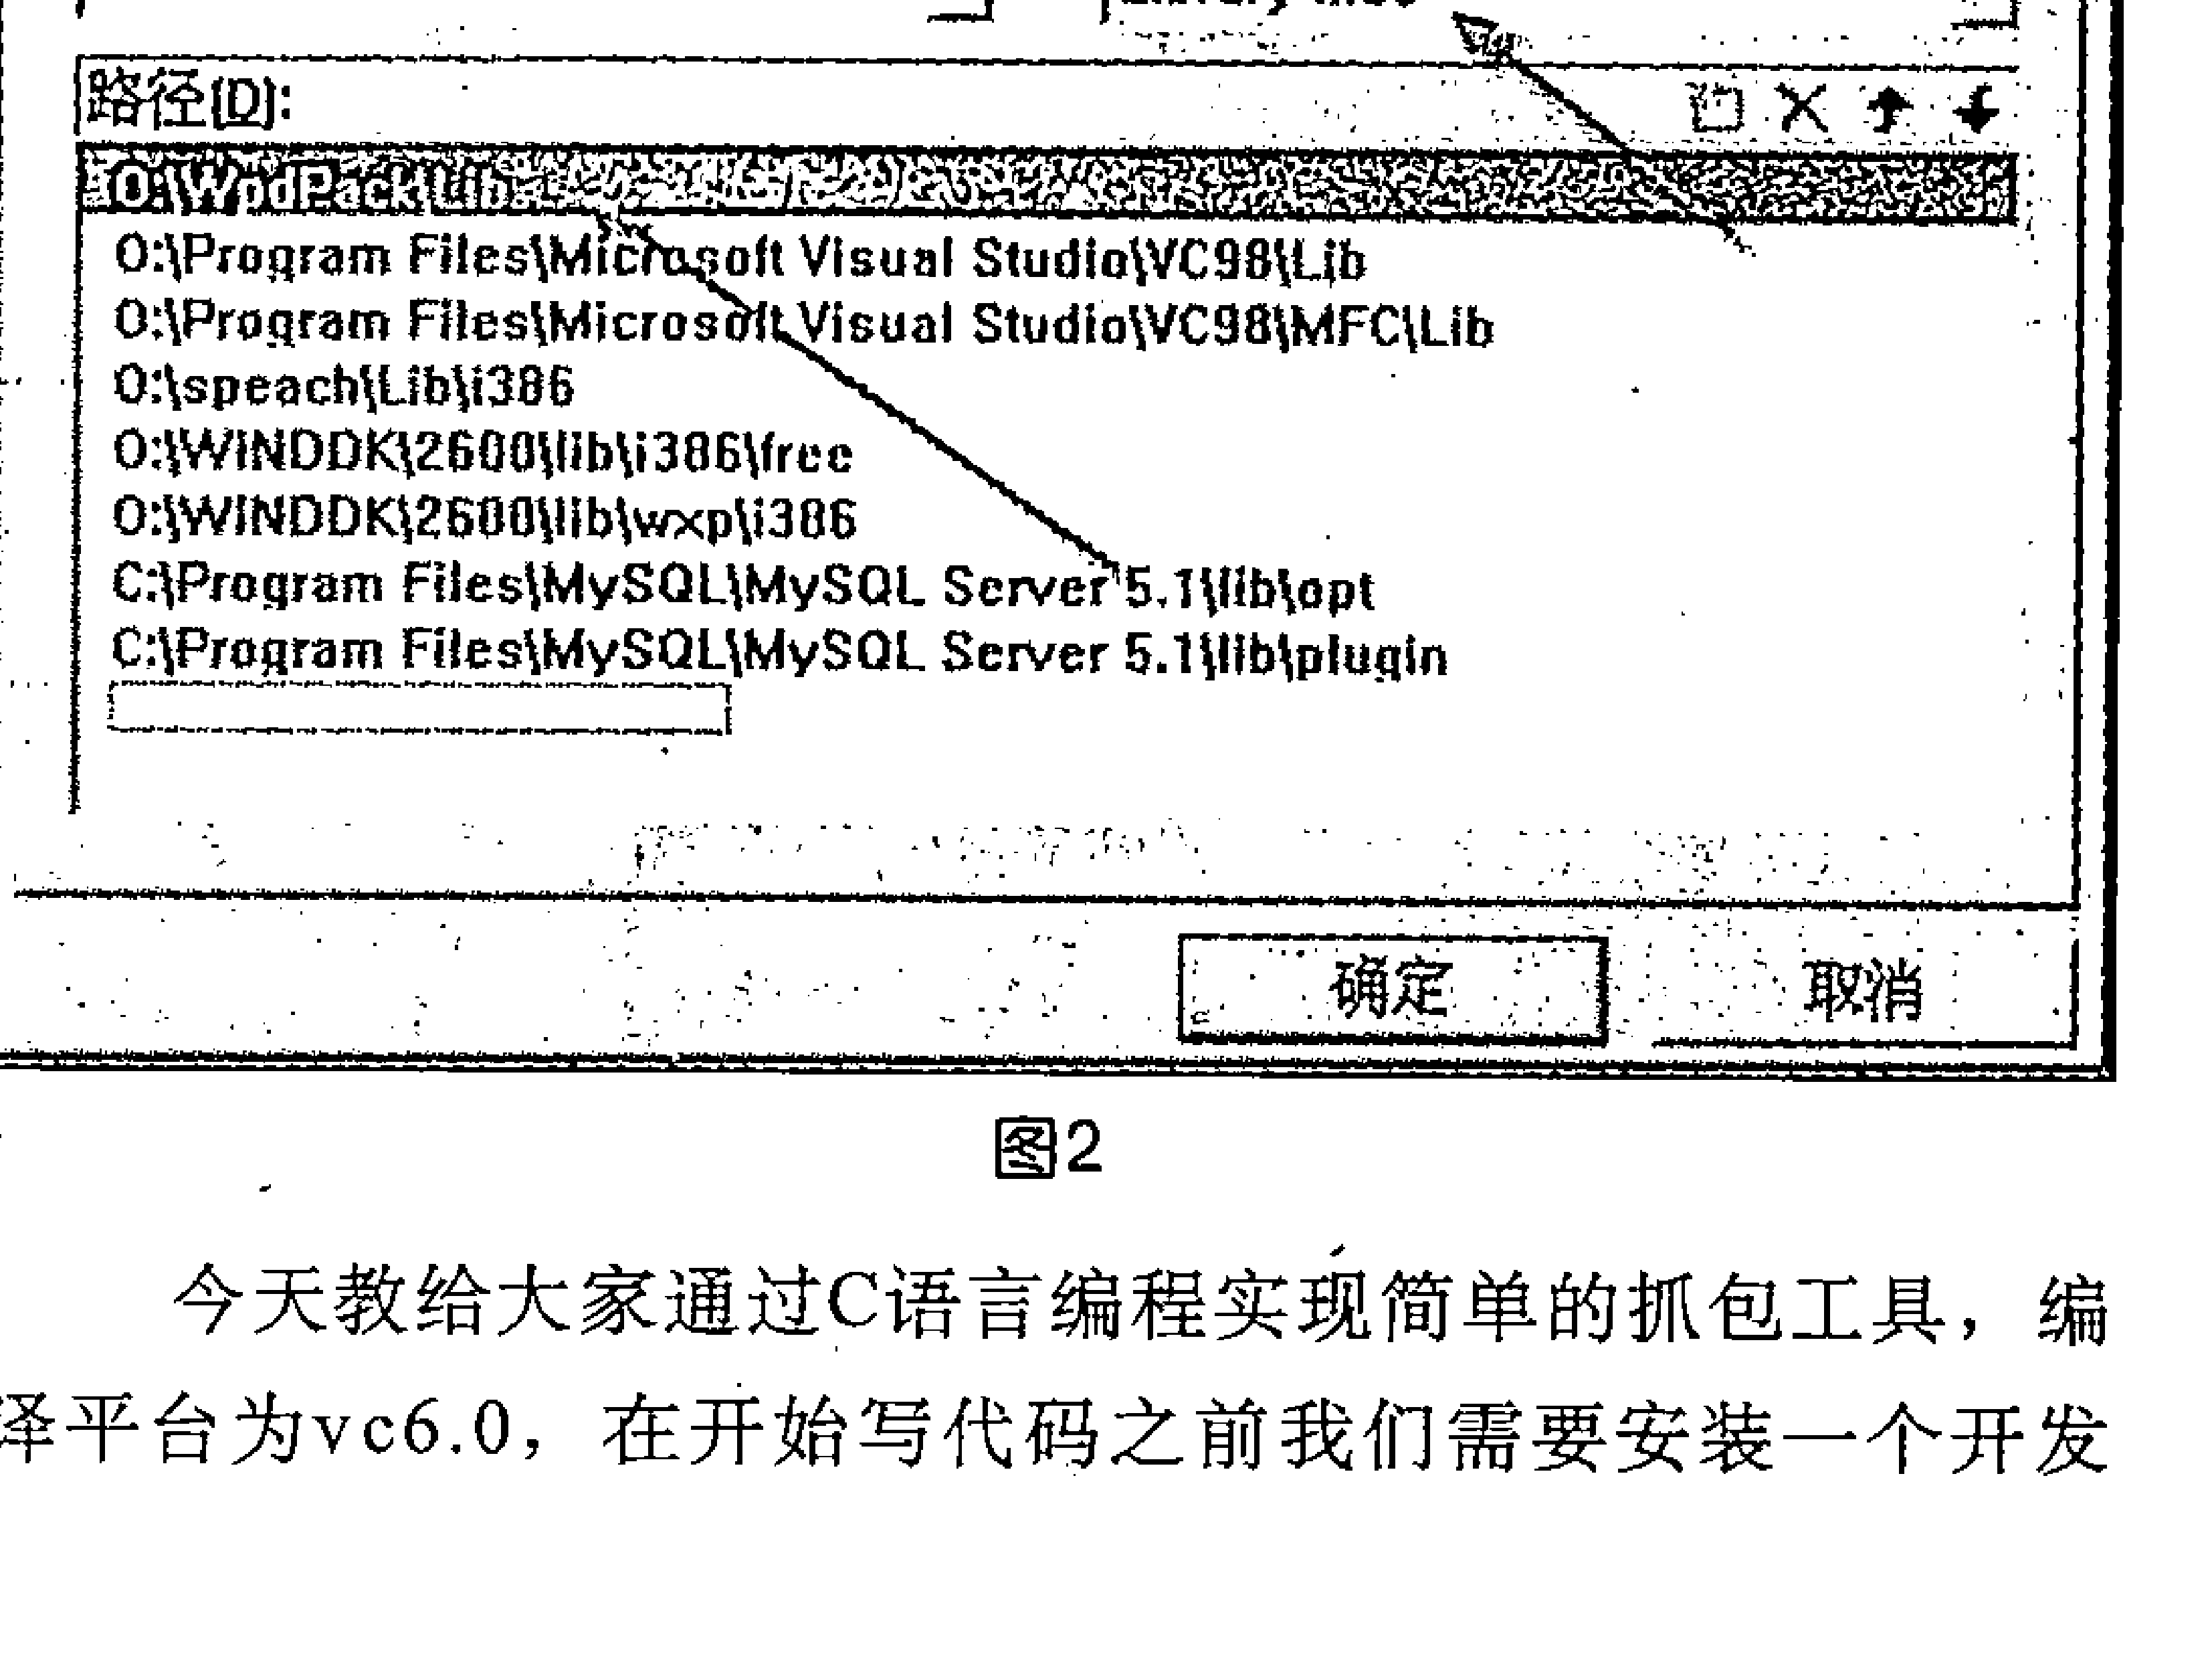 路径(D):
O:\WpdPack\Lib
O:\Program Files\Microsoft Visual Studio\VC98\Lib
O:\Program Files\Microsoft Visual Studio\VC98\MFC\Lib
O:\speach\Lib\i386
O:\WINDDK\2600\lib\i386\free
O:\WINDDK\2600\lib\wxp\i386
C:\Program Files\MySQL\MySQL Server 5.1\lib\opt
C:\Program Files\MySQL\MySQL Server 5.1\lib\plugin
确定 取消
图2
今天教给大家通过C语言编程实现简单的抓包工具，编
译平台为vc6.0，在开始写代码之前我们需要安装一个开发